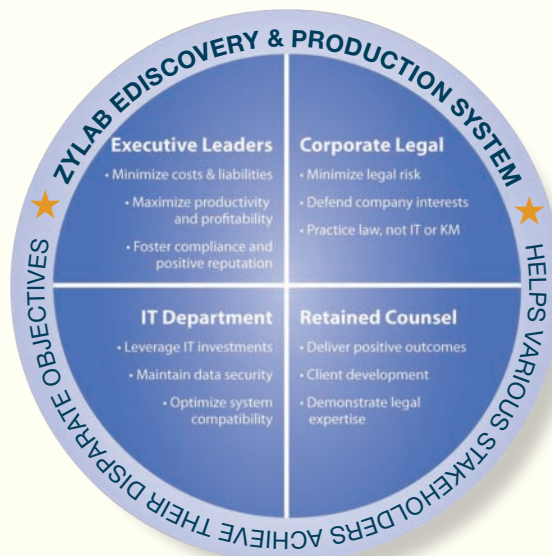 ZYLAB EDISCOVERY & PRODUCTION SYSTEM
Executive Leaders
• Minimize costs & liabilities
• Maximize productivity
and profitability
• Foster compliance and
positive reputation
Corporate Legal
• Minimize legal risk
• Defend company interests
• Practice law, not IT or KM
IT Department
• Leverage IT investments
• Maintain data security
• Optimize system
compatibility
Retained Counsel
• Deliver positive outcomes
• Client development
• Demonstrate legal
expertise
HELPS VARIOUS STAKEHOLDERS ACHIEVE THEIR DISPARATE OBJECTIVES